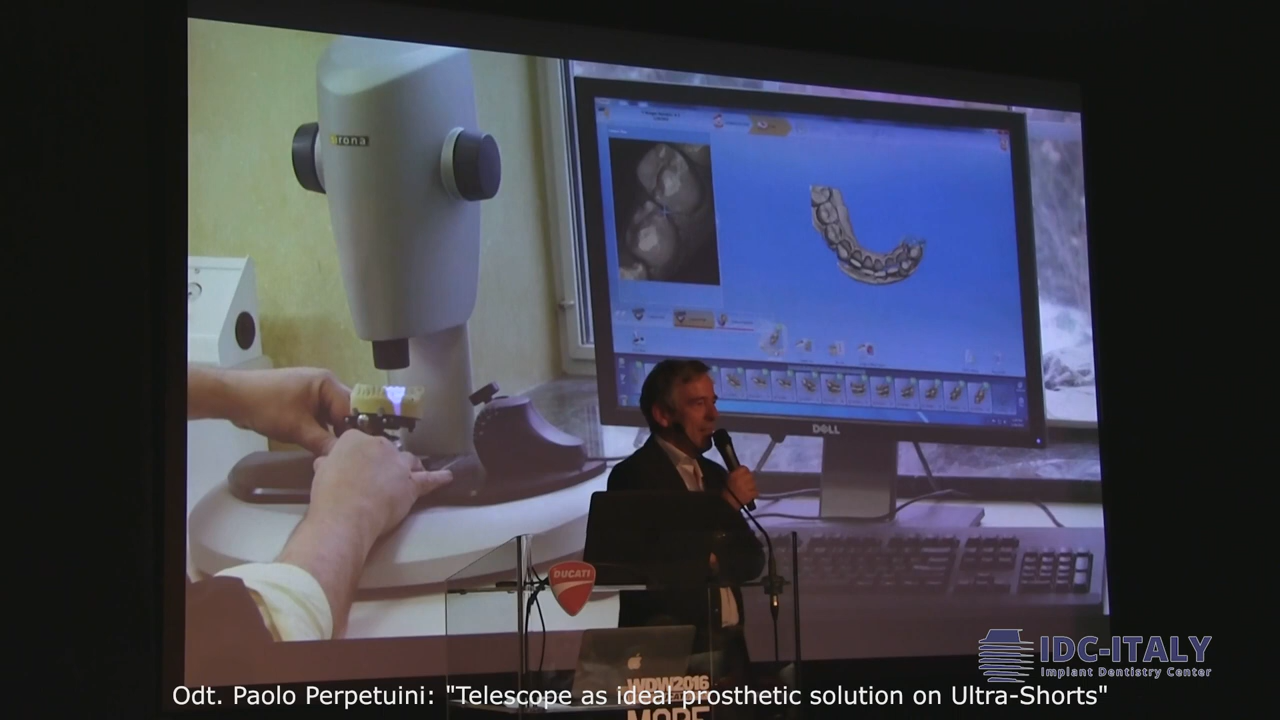 rona
DELL
DUCATI
WDW2016
MORE
IDC-ITALY
Implant Dentistry Center
Odt. Paolo Perpetuini: "Telescope as ideal prosthetic solution on Ultra-Shorts"